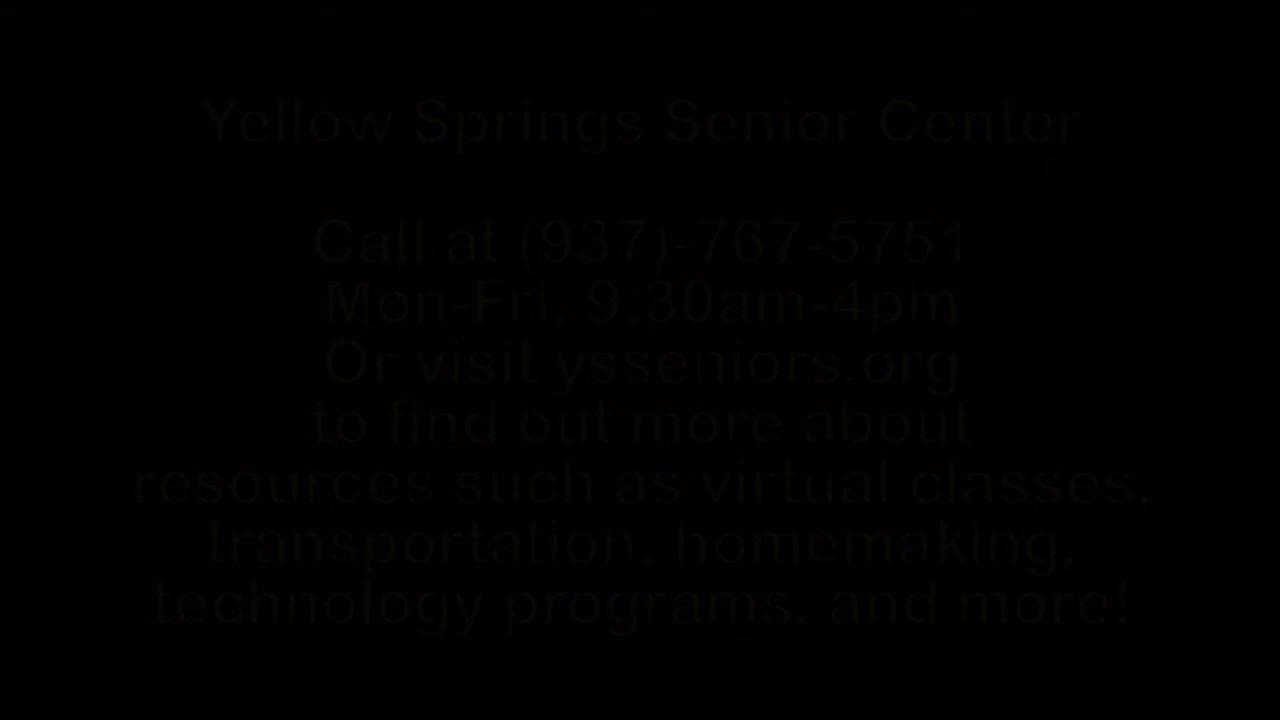 Yellow Springs Senior Center
Call at (937)-767-5751
Mon-Fri, 9:30am-4pm
Or visit ysseniors.org
to find out more about
resources such as virtual classes,
transportation, homemaking,
technology programs, and more!